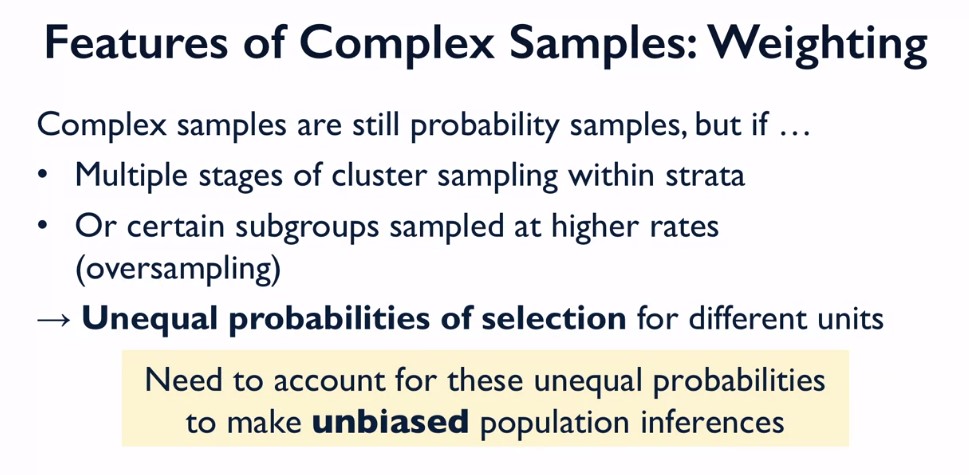 Features of Complex Samples: Weighting
Complex samples are still probability samples, but if …
• Multiple stages of cluster sampling within strata
• Or certain subgroups sampled at higher rates
(oversampling)
→ Unequal probabilities of selection for different units
Need to account for these unequal probabilities
to make unbiased population inferences